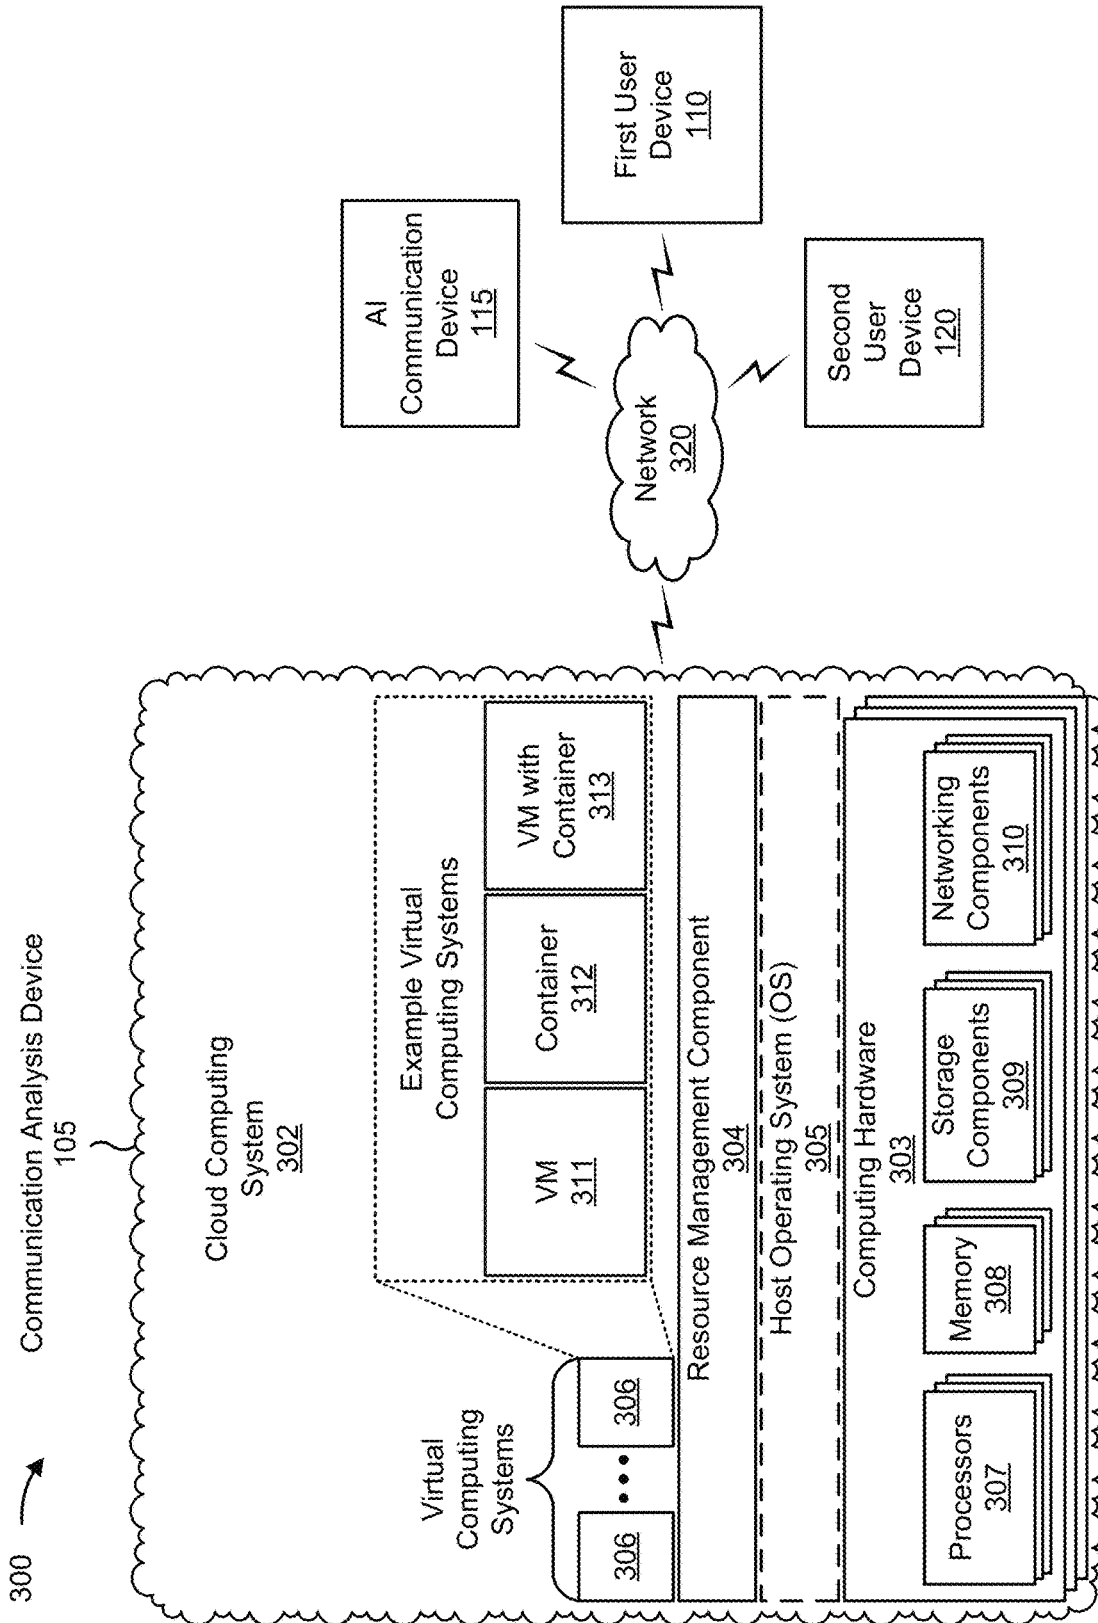 300
Communication Analysis Device
105
Cloud Computing
System
302
Virtual
Computing
Systems
306
306
Example Virtual
Computing Systems
VM
311
Container
312
VM with
Container
313
Resource Management Component
304
Host Operating System (OS)
305
Computing Hardware
303
Processors
307
Memory
308
Storage
Components
309
Networking
Components
310
Network
320
AI
Communication
Device
115
First User
Device
110
Second
User
Device
120